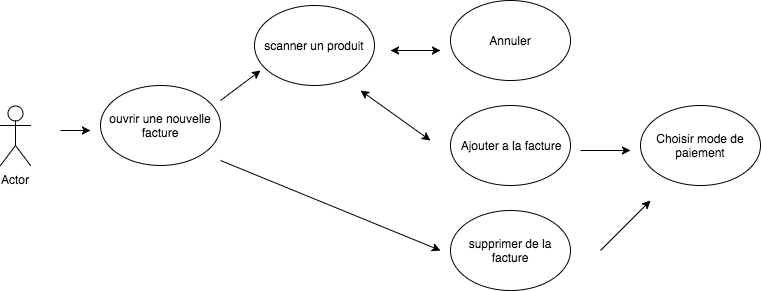 scanner un produit
Annuler
ouvrir une nouvelle
facture
Ajouter a la facture
Choisir mode de
paiement
Actor
supprimer de la
facture